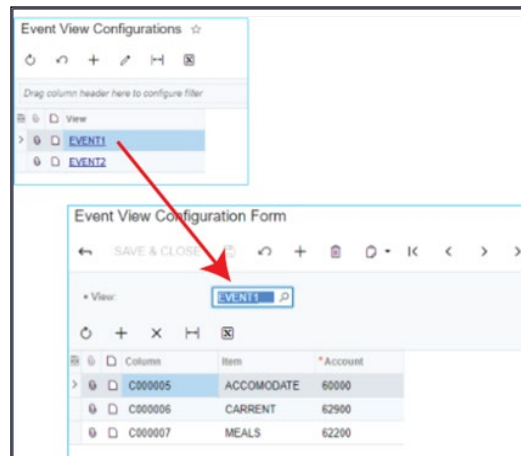 Event View Configurations
Drag column header here to configure filter
View
EVENT1
EVENT2
Event View Configuration Form
SAVE & CLOSE
• View: EVENT1
Column Item *Account
C000005 ACCOMODATE 60000
C000006 CARRENT 62900
C000007 MEALS 62200